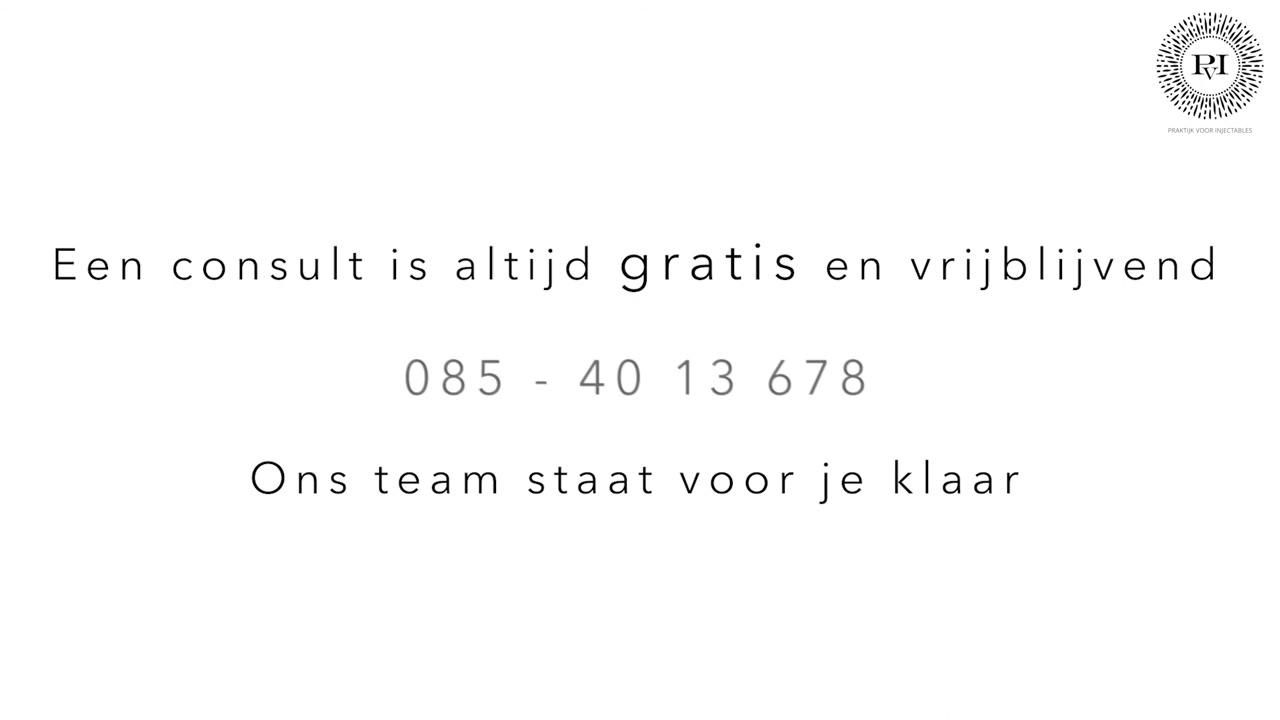 PVI
PRAKTIJK VOOR INJECTABLES
Een consult is altijd gratis en vrijblijvend
085 - 40 13 678
Ons team staat voor je klaar